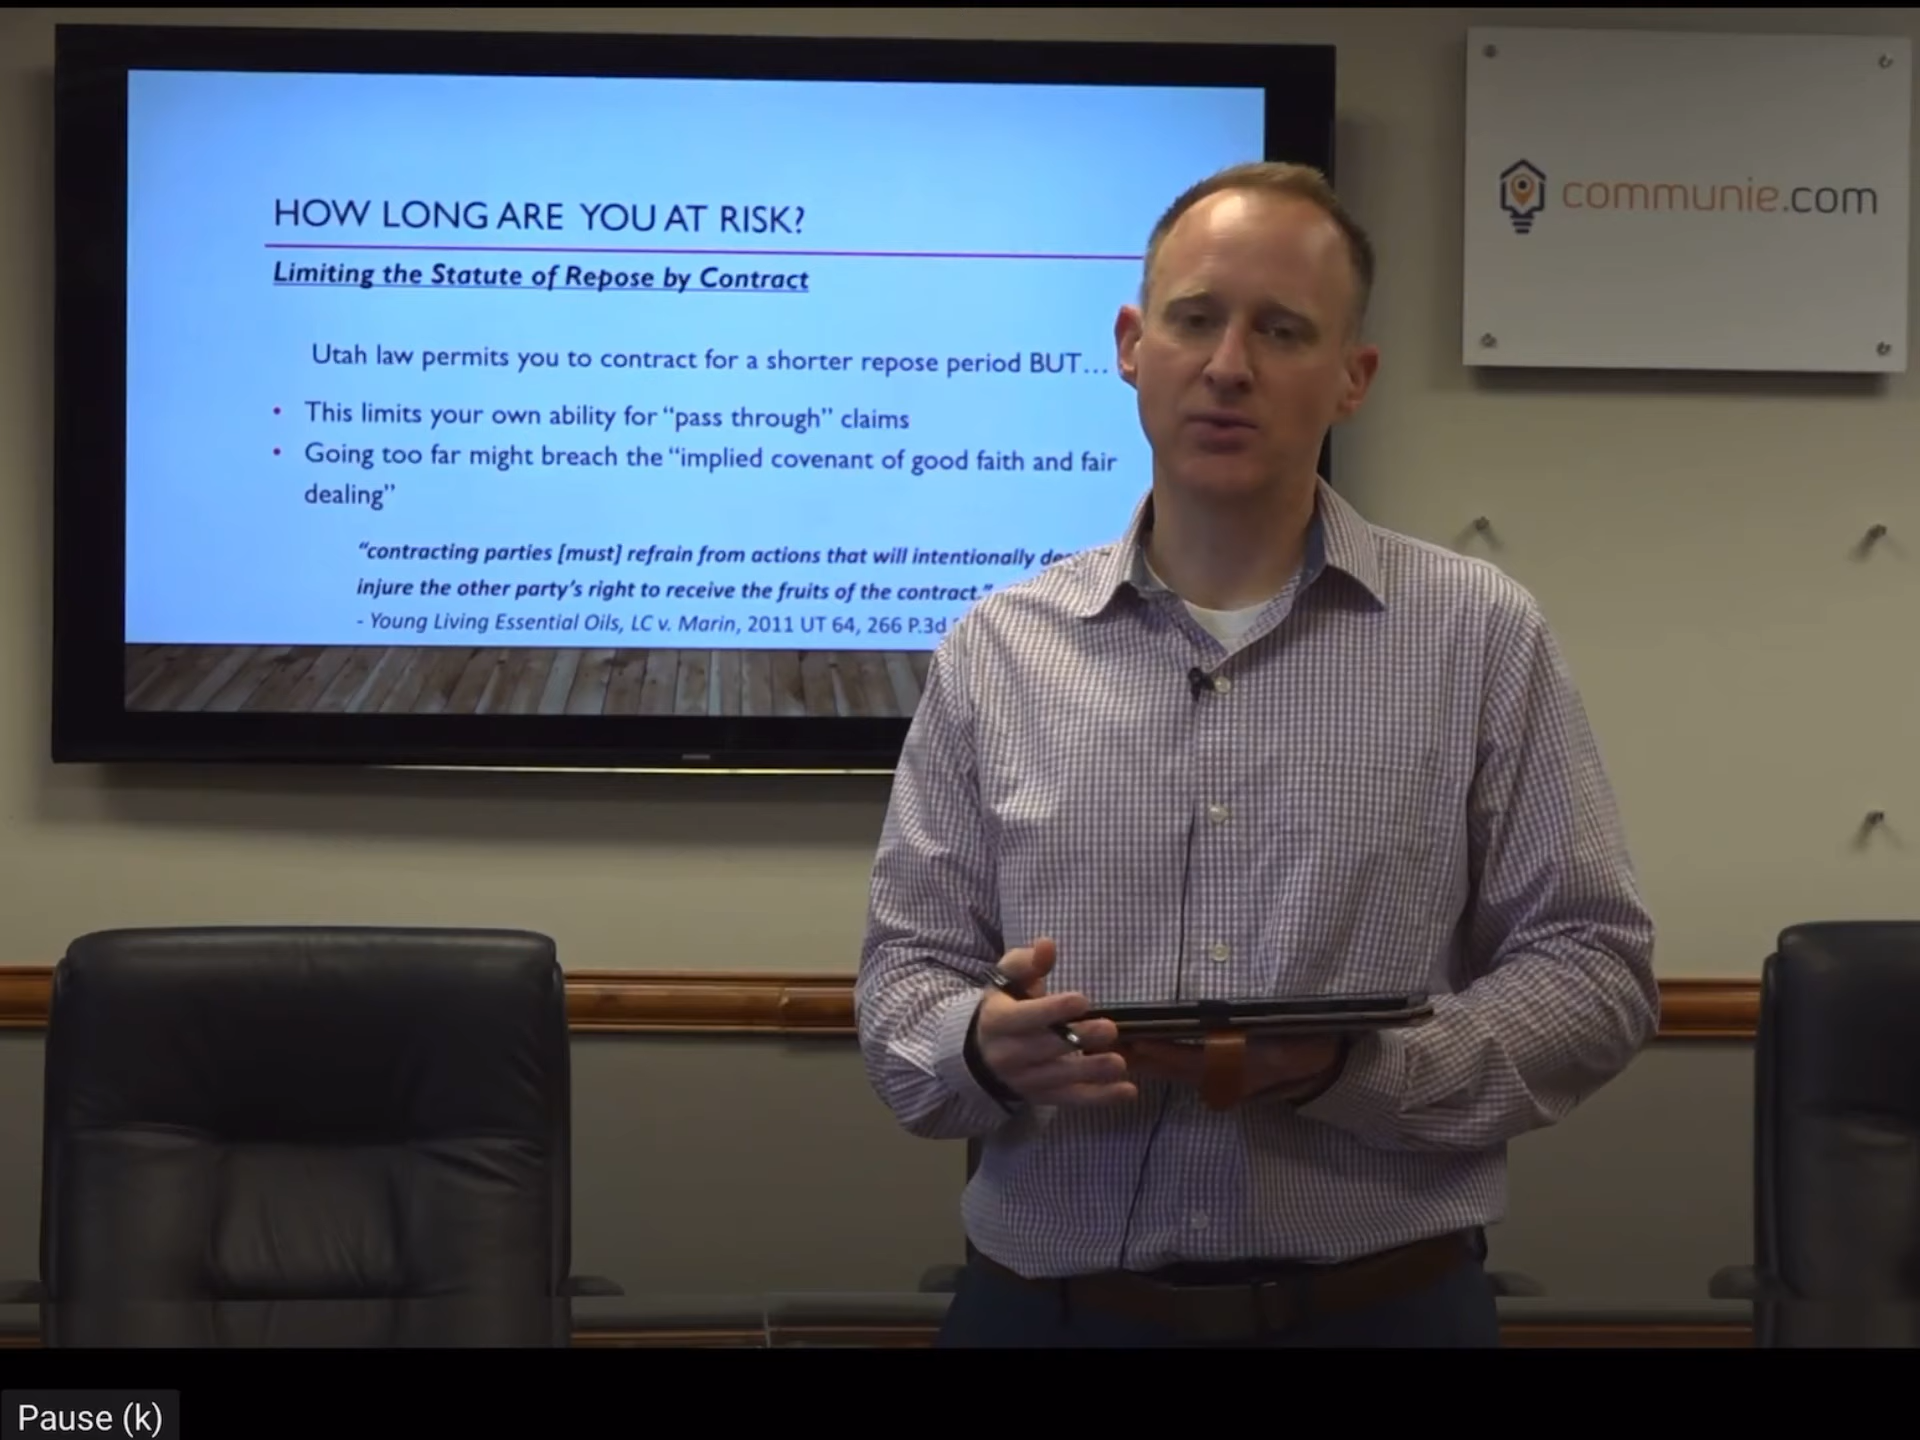 HOW LONG ARE YOU AT RISK?
Limiting the Statute of Repose by Contract
Utah law permits you to contract for a shorter repose period BUT...
• This limits your own ability for “pass through” claims
• Going too far might breach the “implied covenant of good faith and fair
dealing”
“contracting parties [must] refrain from actions that will intentionally
injure the other party’s right to receive the fruits of the contract.”
- Young Living Essential Oils, LC v. Marin, 2011 UT 64, 266 P.3d
communie.com
Pause (k)